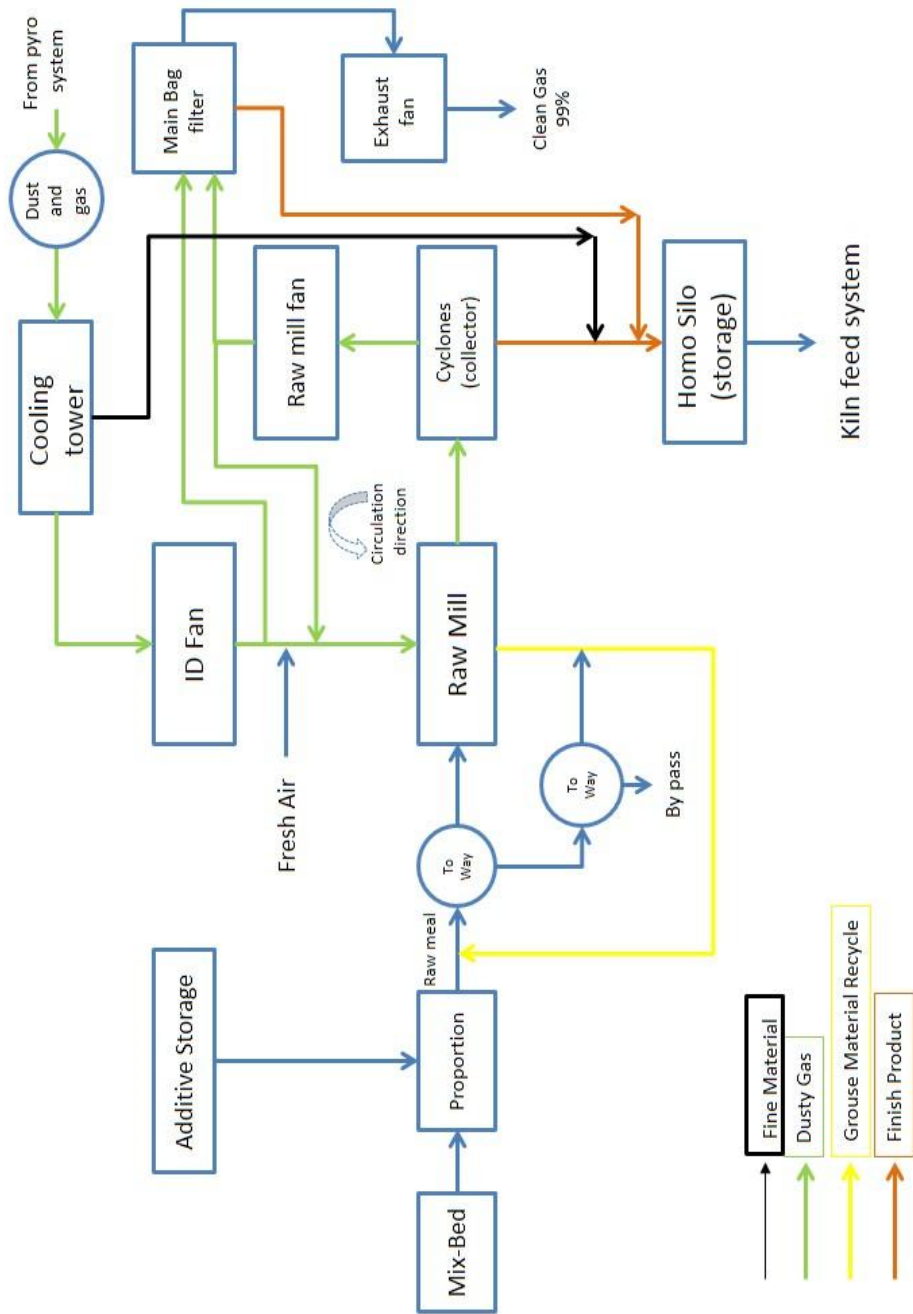 From pyro
system
Dust
and
gas
Cooling
tower
Main Bag
filter
Exhaust
fan
Clean Gas
99%
ID Fan
Raw mill fan
Fresh Air
Circulation
direction
Additive Storage
Mix-Bed
Proportion
Raw meal
To
Way
Raw Mill
Cyclones
(collector)
To
Way
By pass
Homo Silo
(storage)
Kiln feed system
Fine Material
Dusty Gas
Grouse Material Recycle
Finish Product